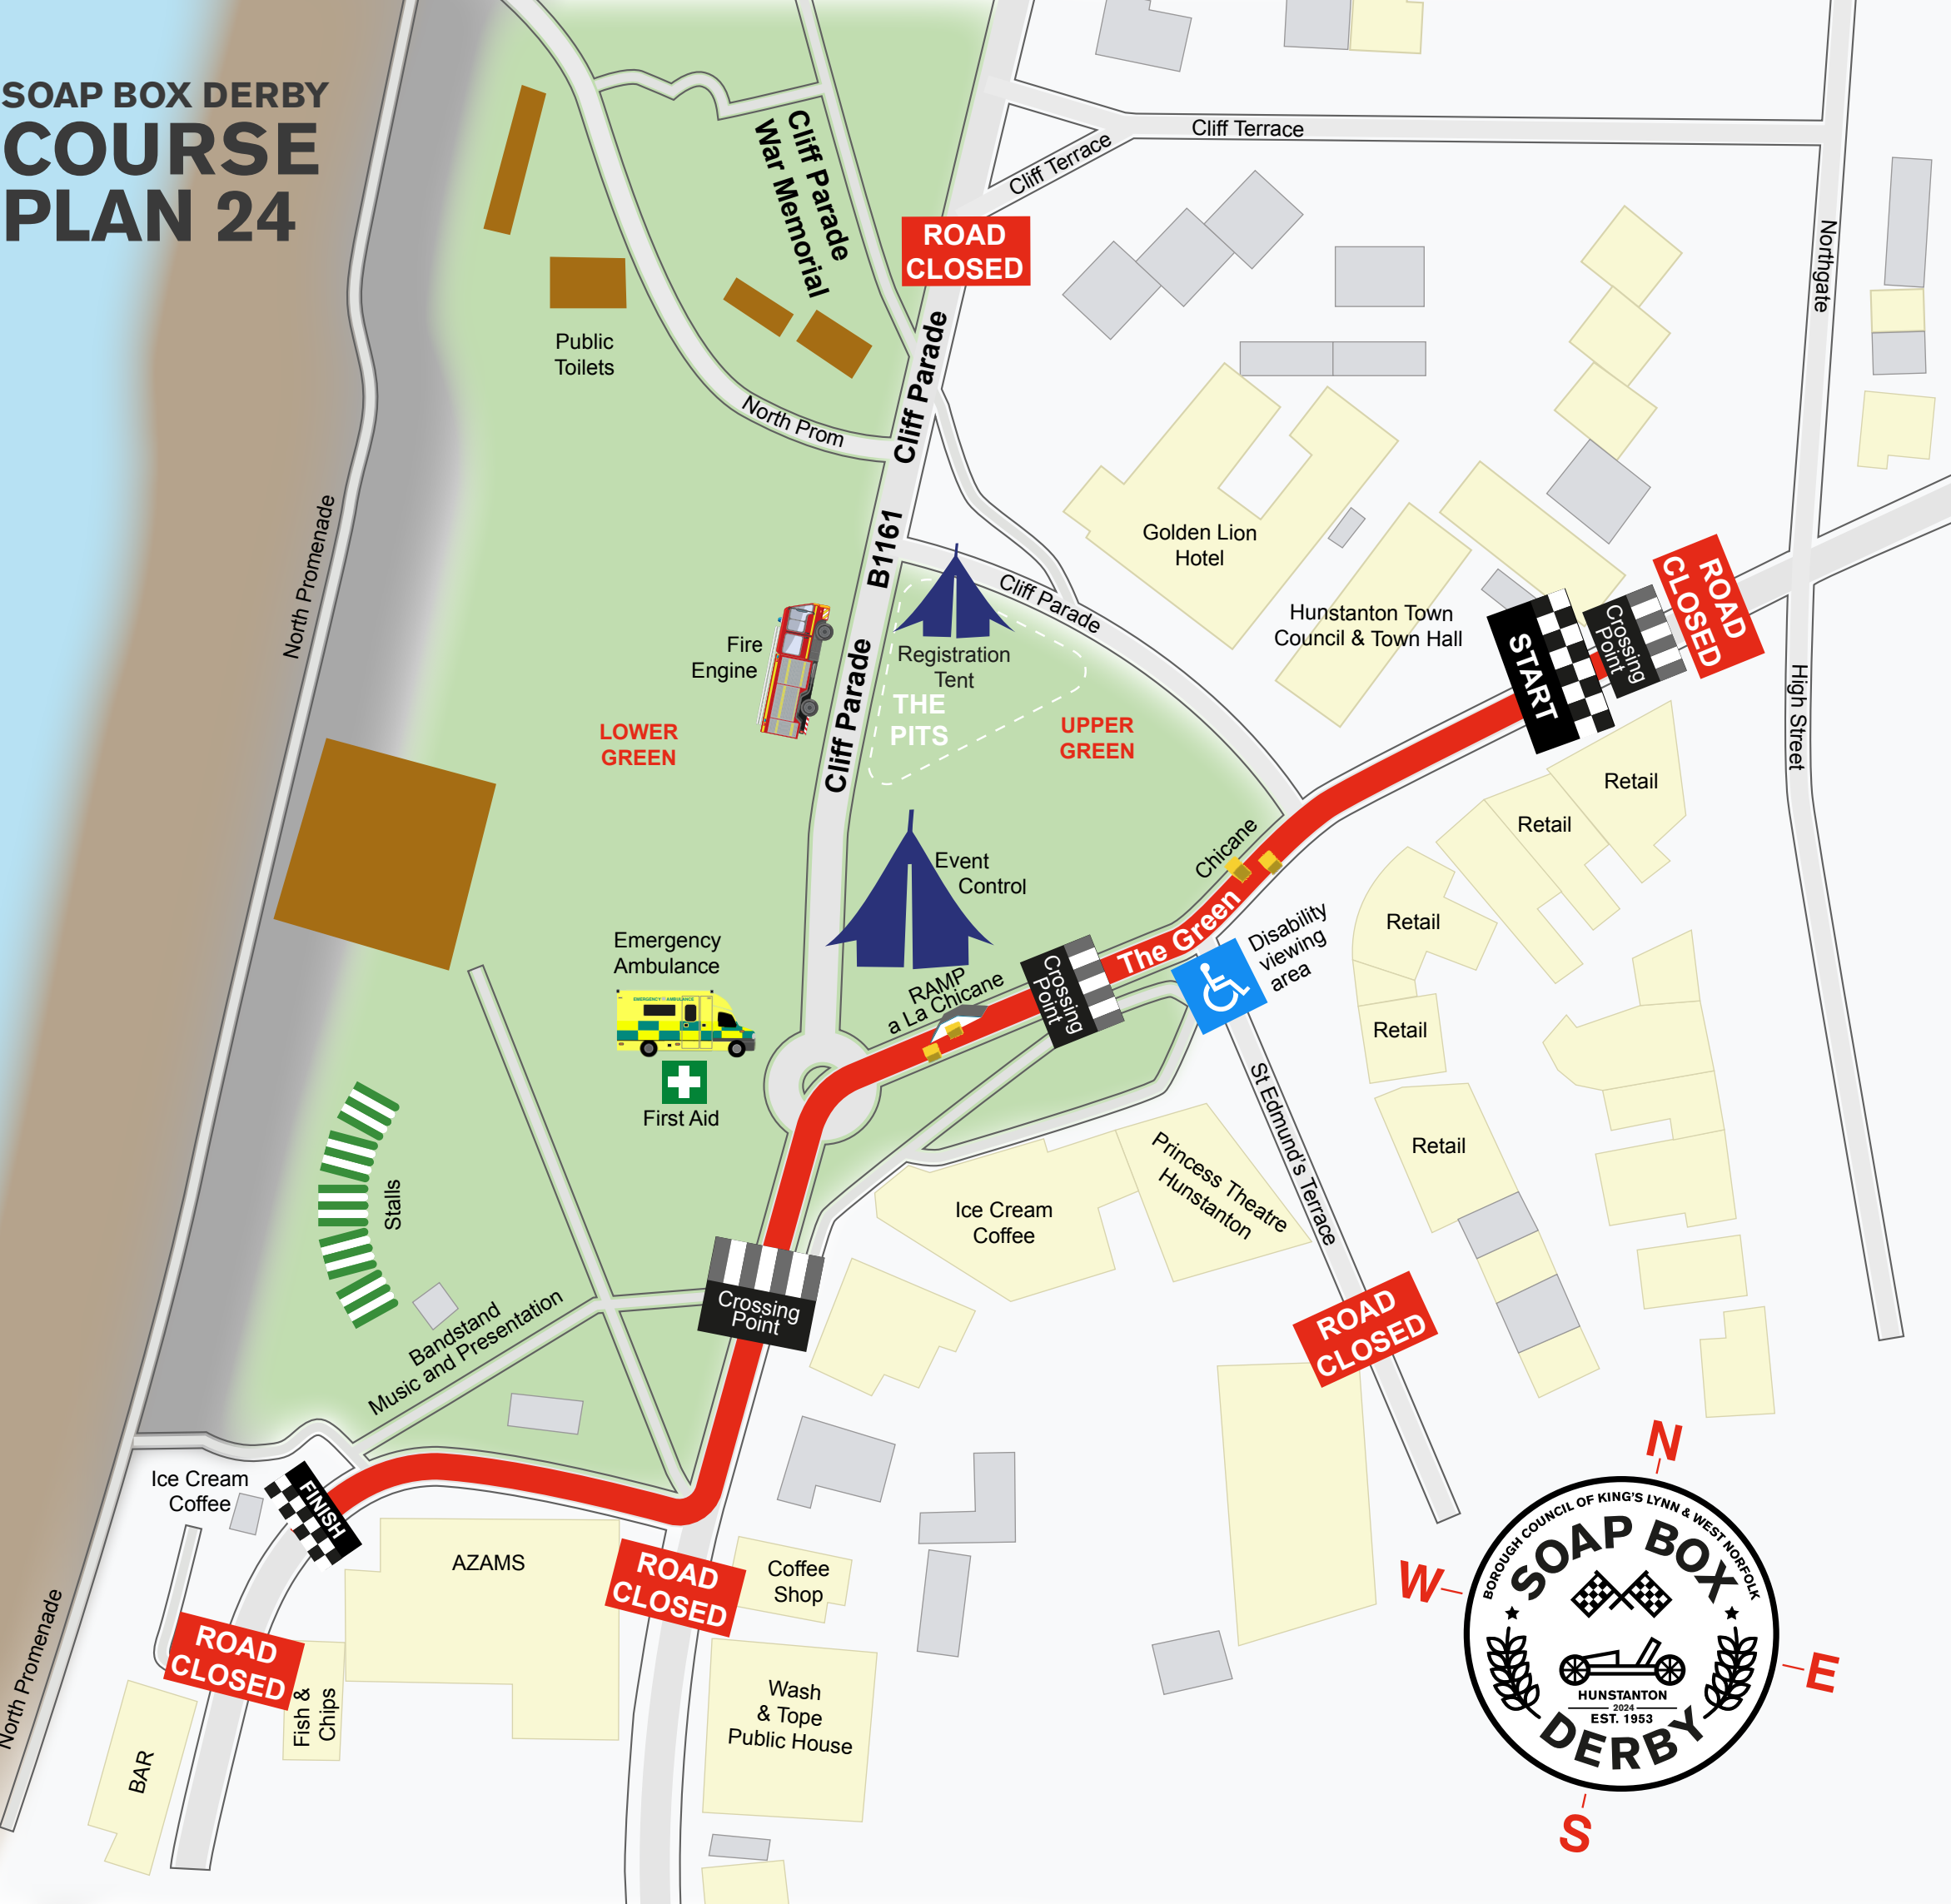 SOAP BOX DERBY
COURSE
PLAN 24
Cliff Terrace
Cliff Terrace
Cliff Parade
War Memorial
ROAD
CLOSED
Northgate
Public
Toilets
North Prom
Cliff Parade
B1161
Cliff Parade
Cliff Parade
North Promenade
Golden Lion
Hotel
Hunstanton Town
Council & Town Hall
Fire
Engine
Registration
Tent
THE
PITS
LOWER
GREEN
UPPER
GREEN
START
Crossing
Point
ROAD
CLOSED
High Street
Retail
Retail
Retail
Retail
Retail
Chicane
The Green
Disability
viewing
area
Event
Control
Crossing
Point
RAMP
a La Chicane
Emergency
Ambulance
EMERGENCY AMBULANCE
First Aid
St Edmund's Terrace
Princess Theatre
Hunstanton
Ice Cream
Coffee
Stalls
Crossing
Point
Bandstand
Music and Presentation
ROAD
CLOSED
Ice Cream
Coffee
FINISH
AZAMS
ROAD
CLOSED
Coffee
Shop
ROAD
CLOSED
Fish &
Chips
BAR
North Promenade
Wash
& Tope
Public House
N
W
E
S
BOROUGH COUNCIL OF KING'S LYNN & WEST NORFOLK
SOAP BOX
HUNSTANTON
2024
EST. 1953
DERBY